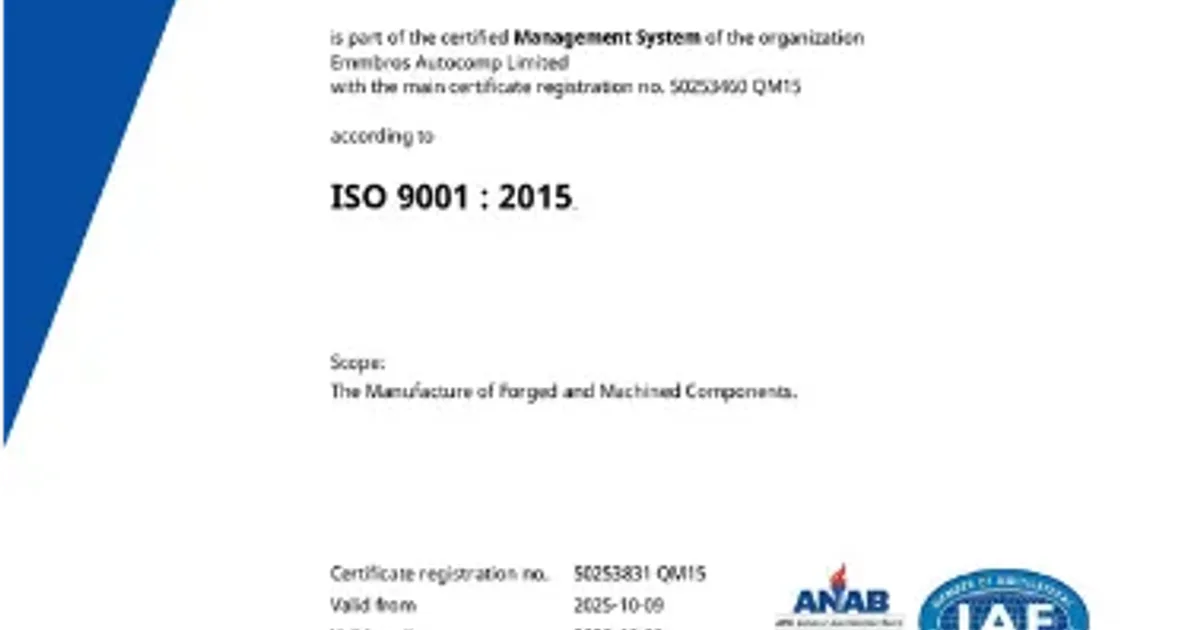 is part of the certified Management System of the organization
Emmbros Autocomp Limited
with the main certificate registration no. 50253460 QM15
according to
ISO 9001 : 2015
Scope:
The Manufacture of Forged and Machined Components.
Certificate registration no. 50253831 QM15
Valid from 2025-10-09
ANAB
IAF